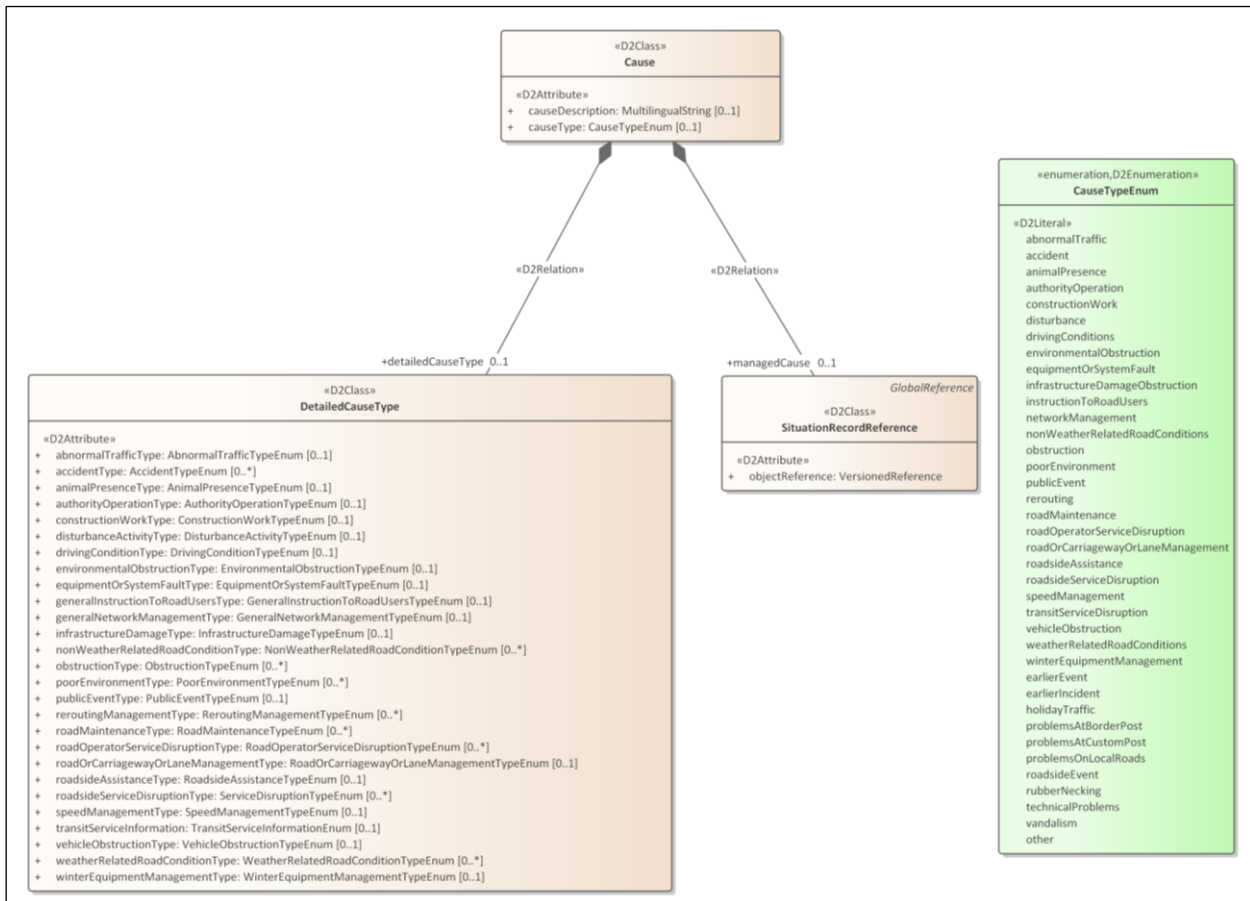 «D2Class»
Cause
«D2Attribute»
+ causeDescription: MultilingualString [0..1]
+ causeType: CauseTypeEnum [0..1]
«D2Relation»
«D2Relation»
+detailedCauseType 0..1
+managedCause 0..1
«D2Class»
DetailedCauseType
«D2Attribute»
+ abnormalTrafficType: AbnormalTrafficTypeEnum [0..1]
+ accidentType: AccidentTypeEnum [0..*]
+ animalPresenceType: AnimalPresenceTypeEnum [0..1]
+ authorityOperationType: AuthorityOperationTypeEnum [0..1]
+ constructionWorkType: ConstructionWorkTypeEnum [0..1]
+ disturbanceActivityType: DisturbanceActivityTypeEnum [0..1]
+ drivingConditionType: DrivingConditionTypeEnum [0..1]
+ environmentalObstructionType: EnvironmentalObstructionTypeEnum [0..1]
+ equipmentOrSystemFaultType: EquipmentOrSystemFaultTypeEnum [0..1]
+ generalInstructionToRoadUsersType: GeneralInstructionToRoadUsersTypeEnum [0..1]
+ generalNetworkManagementType: GeneralNetworkManagementTypeEnum [0..1]
+ infrastructureDamageType: InfrastructureDamageTypeEnum [0..1]
+ nonWeatherRelatedRoadConditionType: NonWeatherRelatedRoadConditionTypeEnum [0..*]
+ obstructionType: ObstructionTypeEnum [0..*]
+ poorEnvironmentType: PoorEnvironmentTypeEnum [0..*]
+ publicEventType: PublicEventTypeEnum [0..1]
+ reroutingManagementType: ReroutingManagementTypeEnum [0..*]
+ roadMaintenanceType: RoadMaintenanceTypeEnum [0..*]
+ roadOperatorServiceDisruptionType: RoadOperatorServiceDisruptionTypeEnum [0..*]
+ roadOrCarriagewayOrLaneManagementType: RoadOrCarriagewayOrLaneManagementTypeEnum [0..1]
+ roadsideAssistanceType: RoadsideAssistanceTypeEnum [0..1]
+ roadsideServiceDisruptionType: ServiceDisruptionTypeEnum [0..*]
+ speedManagementType: SpeedManagementTypeEnum [0..1]
+ transitServiceInformation: TransitServiceInformationEnum [0..1]
+ vehicleObstructionType: VehicleObstructionTypeEnum [0..1]
+ weatherRelatedRoadConditionType: WeatherRelatedRoadConditionTypeEnum [0..*]
+ winterEquipmentManagementType: WinterEquipmentManagementTypeEnum [0..1]
GlobalReference
«D2Class»
SituationRecordReference
«D2Attribute»
+ objectReference: VersionedReference
«enumeration,D2Enumeration»
CauseTypeEnum
«D2Literal»
abnormalTraffic
accident
animalPresence
authorityOperation
constructionWork
disturbance
drivingConditions
environmentalObstruction
equipmentOrSystemFault
infrastructureDamageObstruction
instructionToRoadUsers
networkManagement
nonWeatherRelatedRoadConditions
obstruction
poorEnvironment
publicEvent
rerouting
roadMaintenance
roadOperatorServiceDisruption
roadOrCarriagewayOrLaneManagement
roadsideAssistance
roadsideServiceDisruption
speedManagement
transitServiceDisruption
vehicleObstruction
weatherRelatedRoadConditions
winterEquipmentManagement
earlierEvent
earlierIncident
holidayTraffic
problemsAtBorderPost
problemsAtCustomPost
problemsOnLocalRoads
roadsideEvent
rubberNecking
technicalProblems
vandalism
other